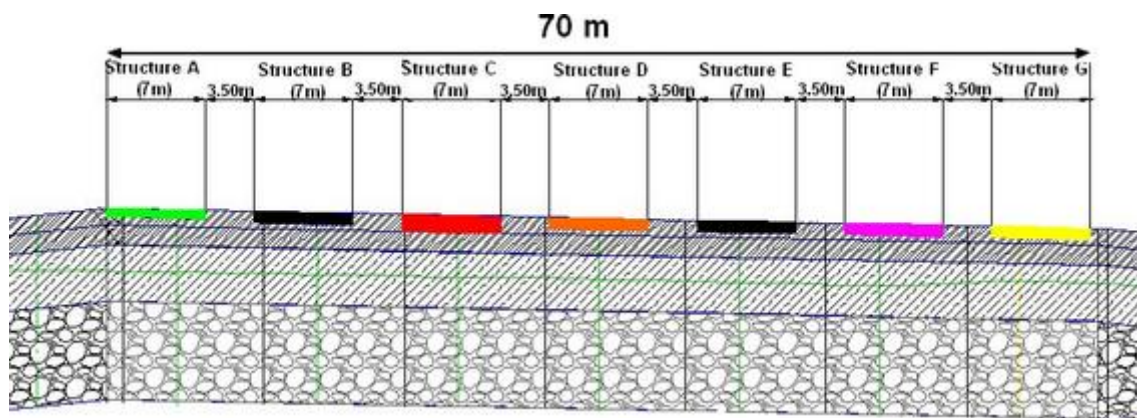 70 m
Structure A Structure B Structure C Structure D Structure E Structure F Structure G
(7m) 3.50m (7m) 3.50m (7m) 3.50m (7m) 3.50m (7m) 3.50m (7m) 3.50m (7m)